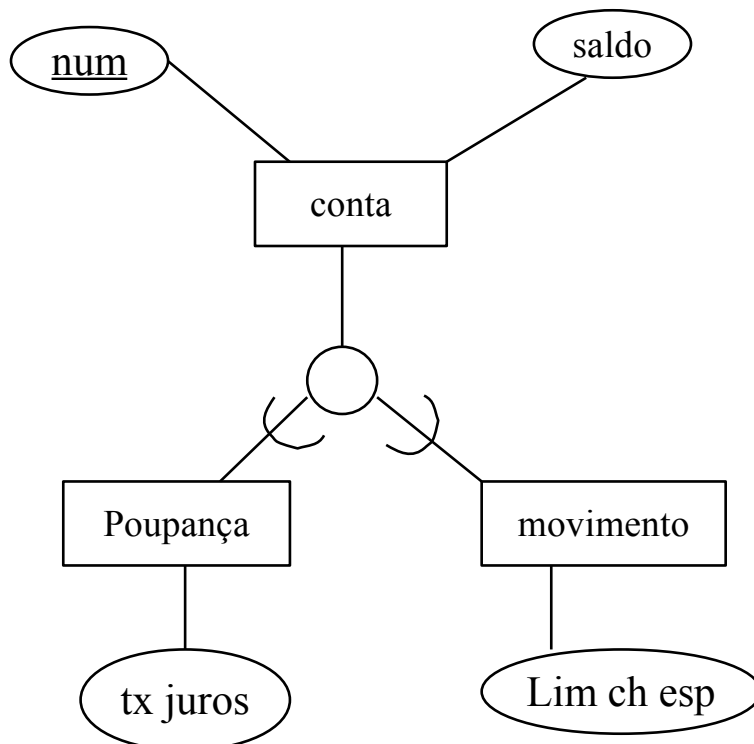 num
saldo
conta
Poupança
movimento
tx juros
Lim ch esp